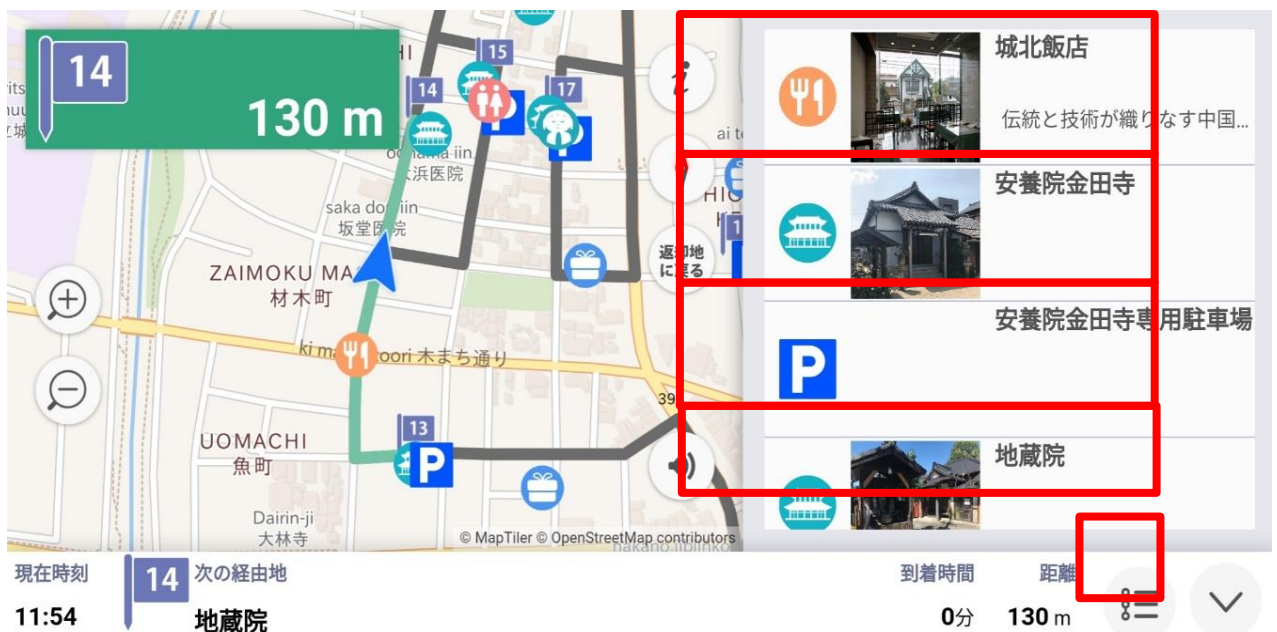 14
130 m
15
14
17
大浜医院
saka dou iin
坂堂医院
ZAIMOKU MA
材木町
ki ma
oori 木まち通り
13
P
UOMACHI
魚町
Dairin-ji
大林寺
© MapTiler © OpenStreetMap contributors
返却地
に戻る
城北飯店
伝統と技術が織りなす中国...
安養院金田寺
安養院金田寺専用駐車場
P
地蔵院
現在時刻
11:54
14
次の経由地
地蔵院
到着時間
0分
距離
130 m